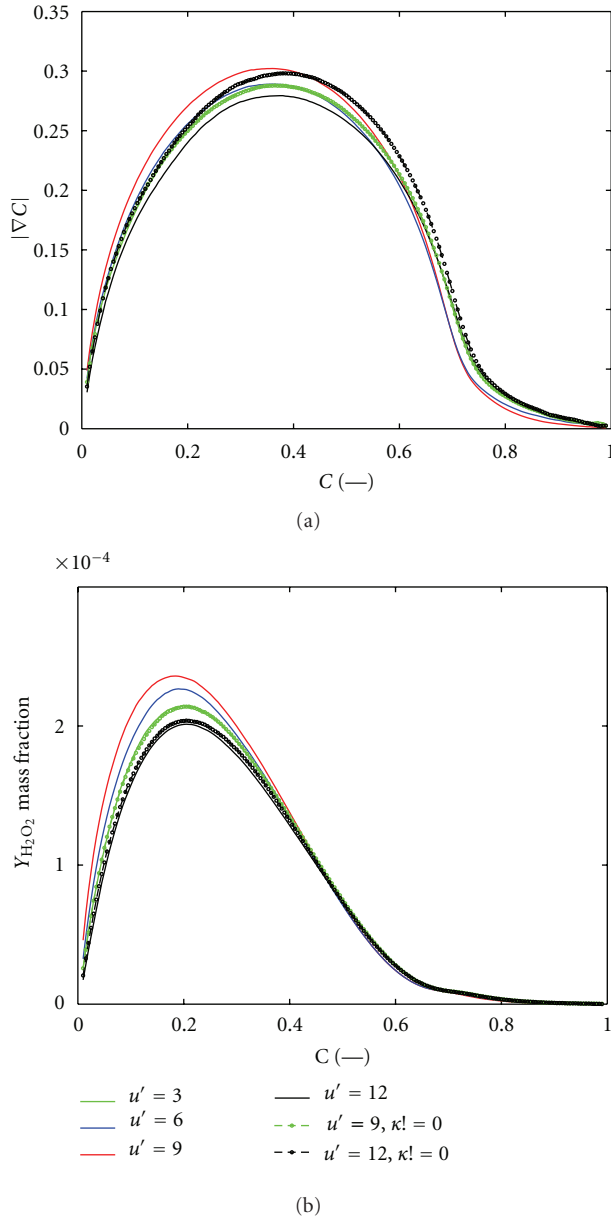 0.35
0.3
0.25
0.2
0.15
0.1
0.05
0
|∇C|
0 0.2 0.4 0.6 0.8 1
C (—)
(a)
×10⁻⁴
2
1
0
Y_H₂O₂ mass fraction
0 0.2 0.4 0.6 0.8 1
C (—)
u′ = 3
u′ = 6
u′ = 9
u′ = 12
u′ = 9, κ! = 0
u′ = 12, κ! = 0
(b)